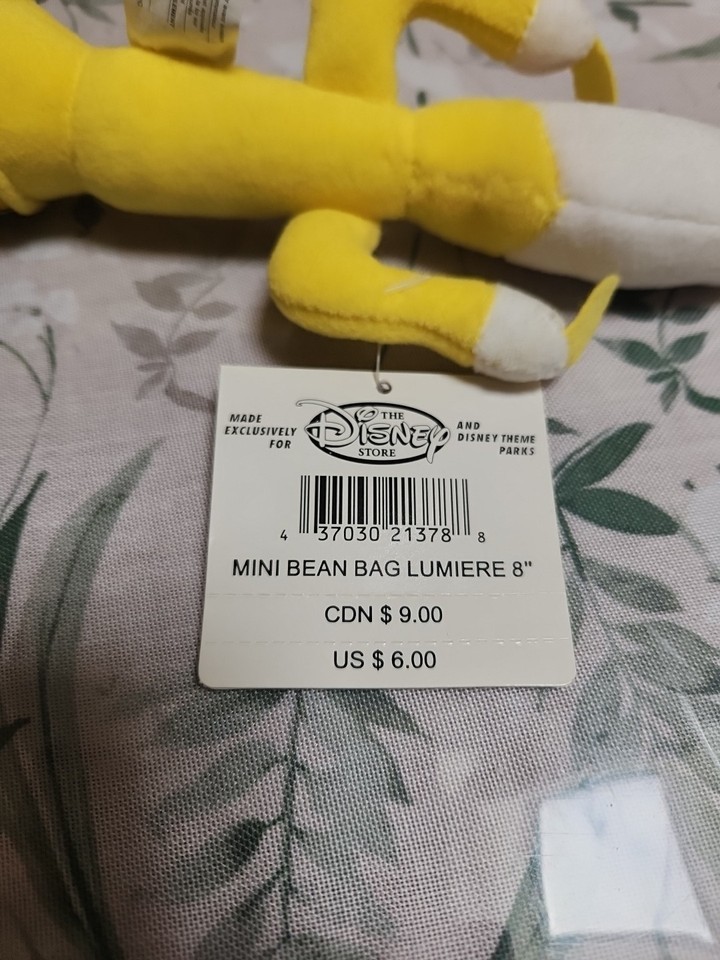 MADE
EXCLUSIVELY
FOR
THE
DISNEY
STORE
AND
DISNEY THEME
PARKS
4 37030 21378 8
MINI BEAN BAG LUMIERE 8"
CDN $ 9.00
US $ 6.00